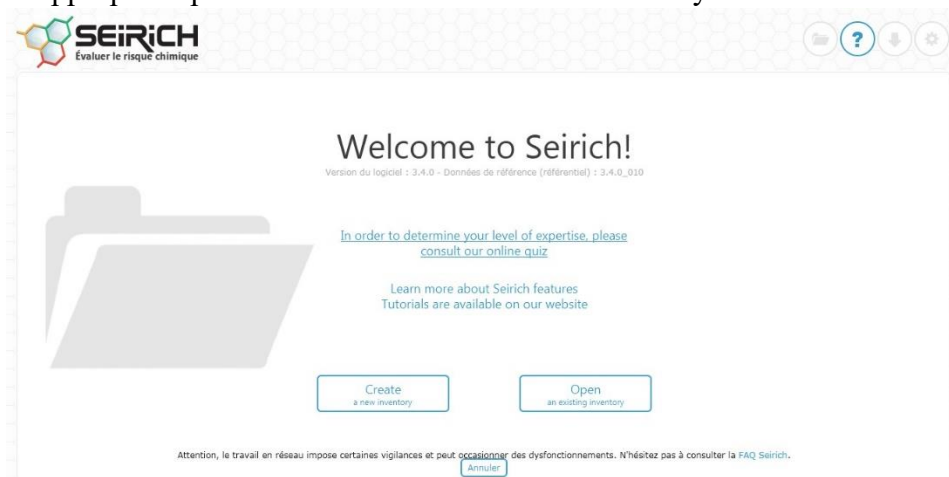 SEiRiCH
Évaluer le risque chimique
?
Welcome to Seirich!
Version du logiciel : 3.4.0 - Données de référence (référentiel) : 3.4.0_010
In order to determine your level of expertise, please
consult our online quiz
Learn more about Seirich features
Tutorials are available on our website
Create
a new inventory
Open
an existing inventory
Attention, le travail en réseau impose certaines vigilances et peut occasionner des dysfonctionnements. N'hésitez pas à consulter la FAQ Seirich.
Annuler